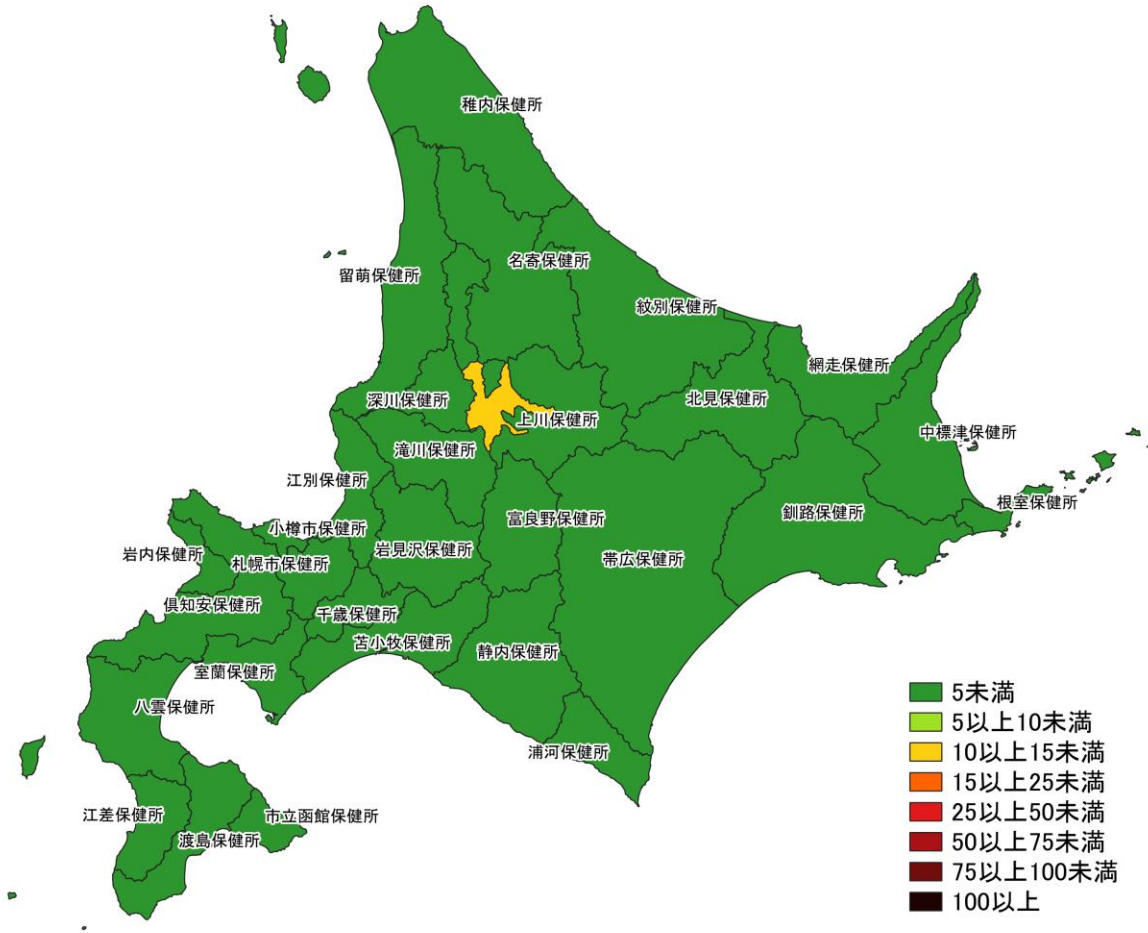 稚内保健所
名寄保健所
留萌保健所
紋別保健所
網走保健所
深川保健所
北見保健所
上川保健所
中標津保健所
滝川保健所
江別保健所
根室保健所
釧路保健所
富良野保健所
小樽市保健所
岩見沢保健所
岩内保健所
札幌市保健所
帯広保健所
倶知安保健所
千歳保健所
苫小牧保健所
静内保健所
室蘭保健所
八雲保健所
浦河保健所
江差保健所
市立函館保健所
渡島保健所
5未満
5以上10未満
10以上15未満
15以上25未満
25以上50未満
50以上75未満
75以上100未満
100以上